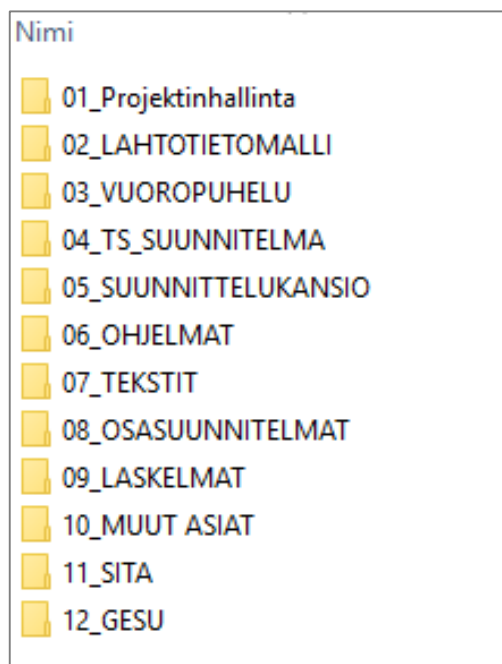 Nimi
01_Projektinhallinta
02_LAHTOTIETOMALLI
03_VUOROPUHELU
04_TS_SUUNNITELMA
05_SUUNNITTELUKANSIO
06_OHJELMAT
07_TEKSTIT
08_OSASUUNNITELMAT
09_LASKELMAT
10_MUUT ASIAT
11_SITA
12_GESU